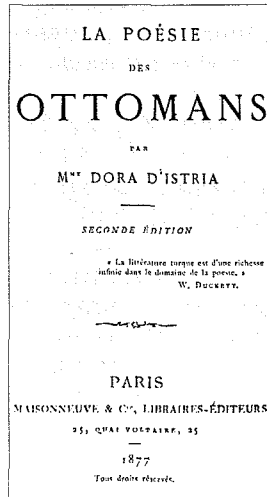 LA POÉSIE
DES
OTTOMANS
PAR
Mme DORA D'ISTRIA
SECONDE ÉDITION
« La littérature turque est d'une richesse
infinie dans le domaine de la poésie. »
W. DUCKETT.
PARIS
MAISONNEUVE & Cie, LIBRAIRES-ÉDITEURS
25, QUAI VOLTAIRE, 25
1877
Tous droits réservés.